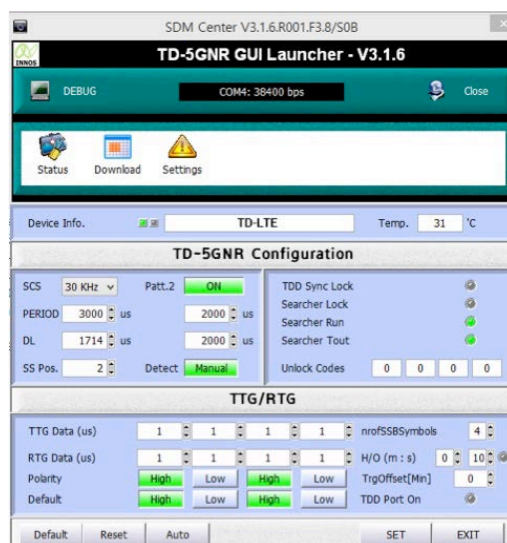 SDM Center V3.1.6.R001.F3.8/S0B
INNOS
TD-5GNR GUI Launcher - V3.1.6
DEBUG COM4: 38400 bps Close
Status Download Settings
Device Info. TD-LTE Temp. 31 'C
TD-5GNR Configuration
SCS 30 KHz Patt.2 ON
PERIOD 3000 us 2000 us
DL 1714 us 2000 us
SS Pos. 2 Detect Manual
TDD Sync Lock
Searcher Lock
Searcher Run
Searcher Tout
Unlock Codes 0 0 0 0
TTG/RTG
TTG Data (us) 1 1 1 1 nrofSSBSymbols 4
RTG Data (us) 1 1 1 1 H/O (m : s) 0 10
Polarity High Low High Low TrgOffset[Min] 0
Default High Low High Low TDD Port On
Default Reset Auto SET EXIT